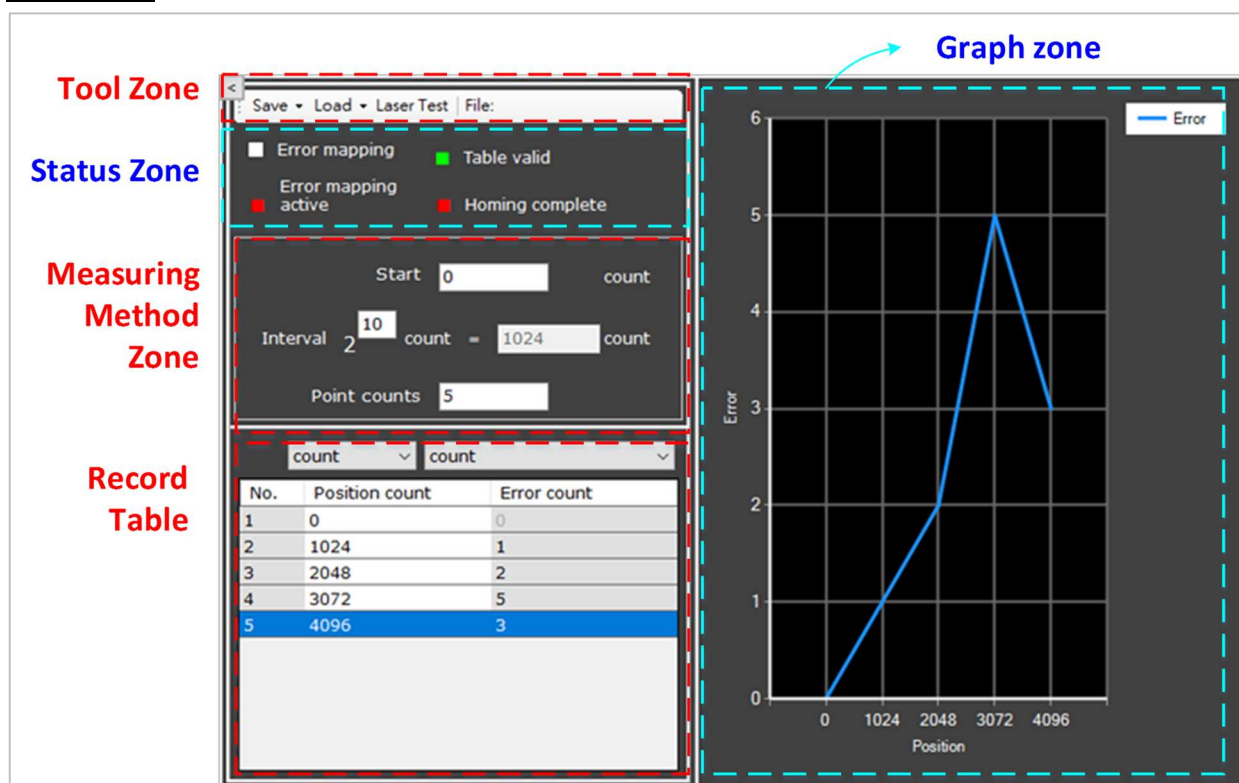 Graph zone
Tool Zone
<
Save Load Laser Test File:
Status Zone
Error mapping
Table valid
Error mapping
active
Homing complete
Measuring
Method
Zone
Start 0 count
Interval 2 10 count = 1024 count
Point counts 5
Record
Table
count count
No. Position count Error count
1 0 0
2 1024 1
3 2048 2
4 3072 5
5 4096 3
Error
6
5
4
3
2
1
0
Error
0 1024 2048 3072 4096
Position